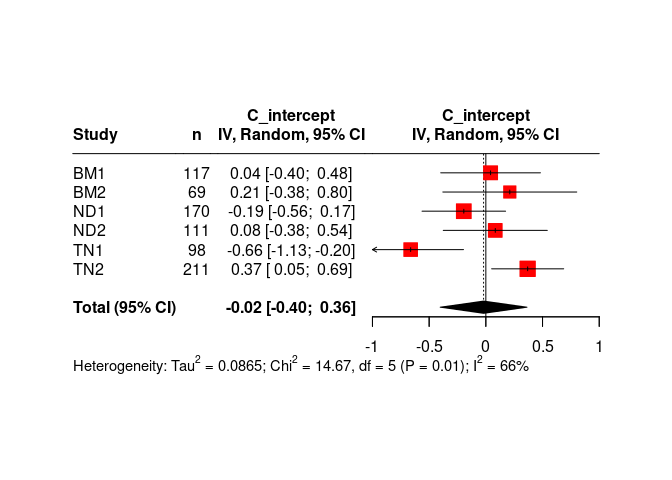 C_intercept C_intercept
Study n IV, Random, 95% CI IV, Random, 95% CI
BM1 117 0.04 [-0.40; 0.48]
BM2 69 0.21 [-0.38; 0.80]
ND1 170 -0.19 [-0.56; 0.17]
ND2 111 0.08 [-0.38; 0.54]
TN1 98 -0.66 [-1.13; -0.20]
TN2 211 0.37 [ 0.05; 0.69]
Total (95% CI) -0.02 [-0.40; 0.36]
-1 -0.5 0 0.5 1
Heterogeneity: Tau² = 0.0865; Chi² = 14.67, df = 5 (P = 0.01); I² = 66%